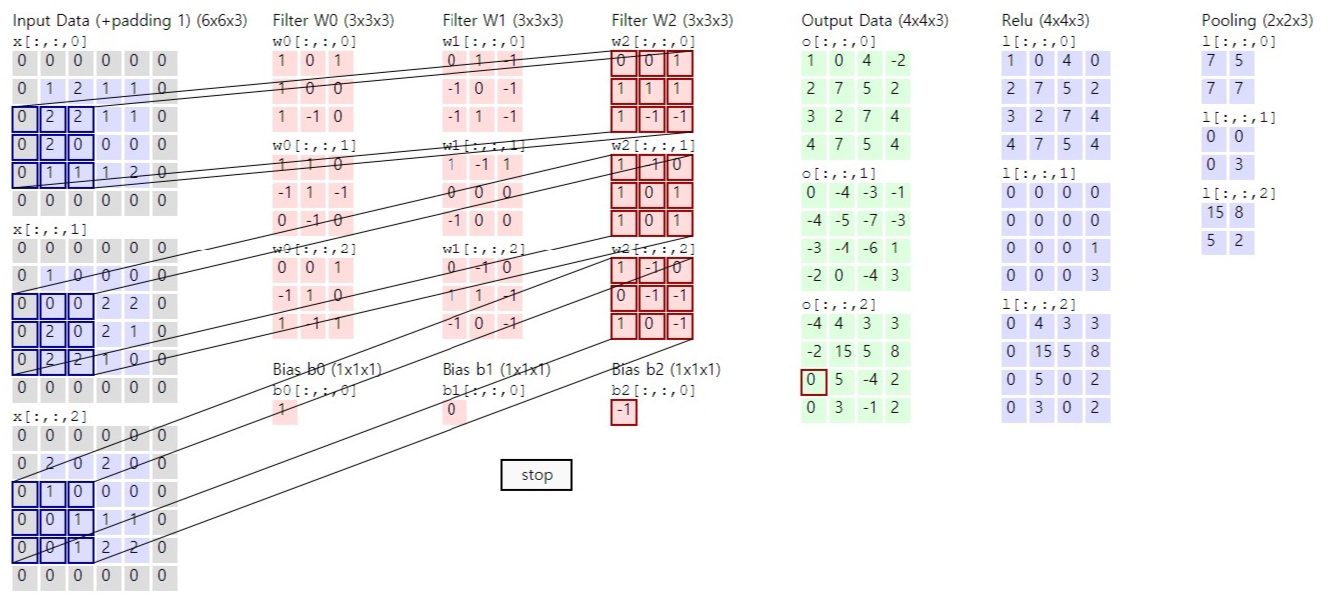 Input Data (+padding 1) (6x6x3)
x[:,:,0]
0 0 0 0 0 0
0 1 2 1 1 0
0 2 2 1 1 0
0 2 0 0 0 0
0 1 1 1 2 0
0 0 0 0 0 0
x[:,:,1]
0 0 0 0 0 0
0 1 0 0 0 0
0 0 0 2 2 0
0 2 0 2 1 0
0 2 2 1 0 0
0 0 0 0 0 0
x[:,:,2]
0 0 0 0 0 0
0 2 0 2 0 0
0 1 0 0 0 0
0 0 1 1 1 0
0 0 1 2 2 0
0 0 0 0 0 0
Filter W0 (3x3x3)
w0[:,:,0]
1 0 1
1 0 0
1 -1 0
w0[:,:,1]
1 1 0
-1 1 -1
0 -1 0
w0[:,:,2]
0 0 1
-1 1 0
1 -1 1
Bias b0 (1x1x1)
b0[:,:,0]
1
Filter W1 (3x3x3)
w1[:,:,0]
0 1 -1
-1 0 -1
-1 1 -1
w1[:,:,1]
1 -1 1
0 0 0
-1 0 0
w1[:,:,2]
0 -1 0
1 1 -1
-1 0 -1
Bias b1 (1x1x1)
b1[:,:,0]
0
Filter W2 (3x3x3)
w2[:,:,0]
0 0 1
1 1 1
1 -1 -1
w2[:,:,1]
1 -1 0
1 0 1
1 0 1
w2[:,:,2]
1 -1 0
0 -1 -1
1 0 -1
Bias b2 (1x1x1)
b2[:,:,0]
-1
stop
Output Data (4x4x3)
o[:,:,0]
1 0 4 -2
2 7 5 2
3 2 7 4
4 7 5 4
o[:,:,1]
0 -4 -3 -1
-4 -5 -7 -3
-3 -4 -6 1
-2 0 -4 3
o[:,:,2]
-4 4 3 3
-2 15 5 8
0 5 -4 2
0 3 -1 2
Relu (4x4x3)
l[:,:,0]
1 0 4 0
2 7 5 2
3 2 7 4
4 7 5 4
l[:,:,1]
0 0 0 0
0 0 0 0
0 0 0 1
0 0 0 3
l[:,:,2]
0 4 3 3
0 15 5 8
0 5 0 2
0 3 0 2
Pooling (2x2x3)
l[:,:,0]
7 5
7 7
l[:,:,1]
0 0
0 3
l[:,:,2]
15 8
5 2